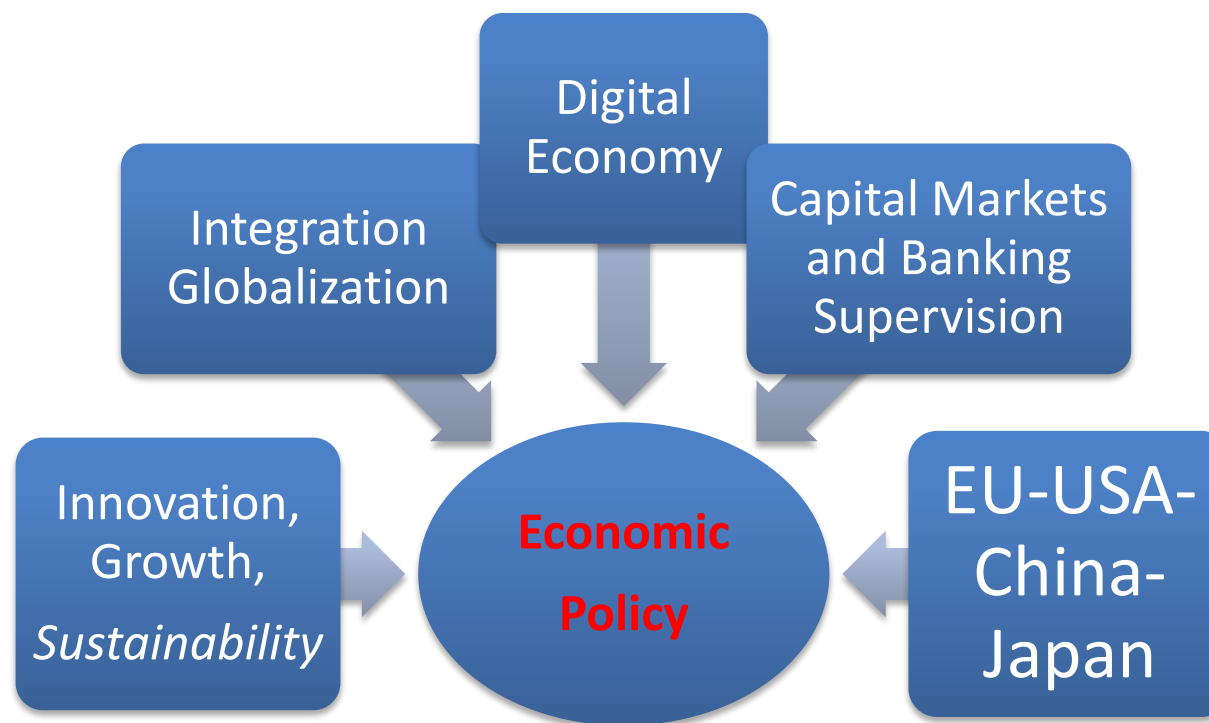 Digital
Economy
Integration
Globalization
Capital Markets
and Banking
Supervision
Innovation,
Growth,
Sustainability
Economic
Policy
EU-USA-
China-
Japan